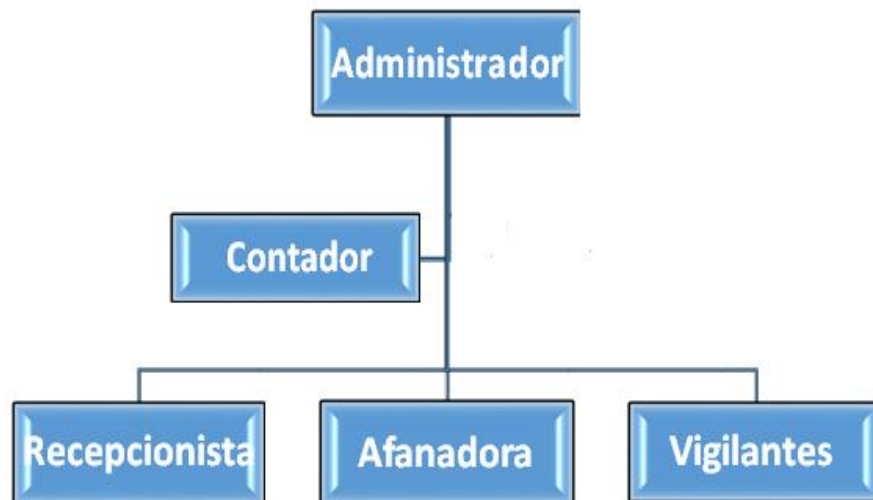 Administrador
Contador
Recepcionista
Afanadora
Vigilantes